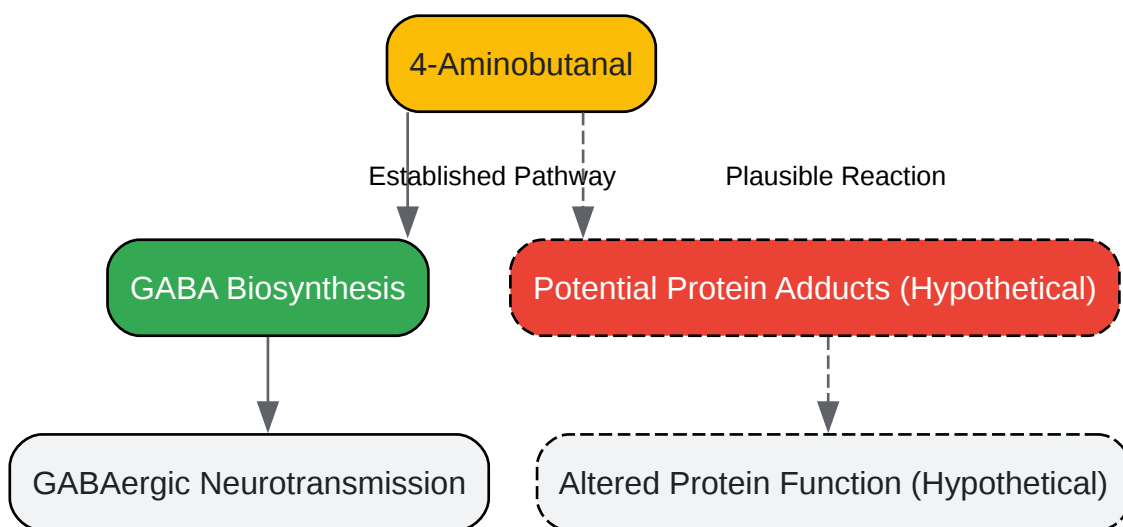 4-Aminobutanal
Established Pathway
Plausible Reaction
GABA Biosynthesis
Potential Protein Adducts (Hypothetical)
GABAergic Neurotransmission
Altered Protein Function (Hypothetical)